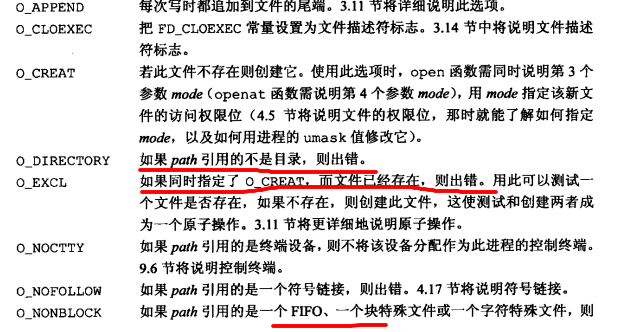 O_APPEND 每次写时都追加到文件的尾端。3.11 节将详细说明此选项。
O_CLOEXEC 把 FD_CLOEXEC 常量设置为文件描述符标志。3.14 节中将说明文件描述
符标志。
O_CREAT 若此文件不存在则创建它。使用此选项时，open 函数需同时说明第 3 个
参数 mode（openat 函数需说明第 4 个参数 mode），用 mode 指定该新文
件的访问权限位（4.5 节将说明文件的权限位，那时就能了解如何指定
mode，以及如何用进程的 umask 值修改它）。
O_DIRECTORY 如果 path 引用的不是目录，则出错。
O_EXCL 如果同时指定了 O_CREAT，而文件已经存在，则出错。用此可以测试一
个文件是否存在，如果不存在，则创建此文件，这使测试和创建两者成
为一个原子操作。3.11 节将更详细地说明原子操作。
O_NOCTTY 如果 path 引用的是终端设备，则不将该设备分配作为此进程的控制终端。
9.6 节将说明控制终端。
O_NOFOLLOW 如果 path 引用的是一个符号链接，则出错。4.17 节将说明符号链接。
O_NONBLOCK 如果 path 引用的是一个 FIFO、一个块特殊文件或一个字符特殊文件，则